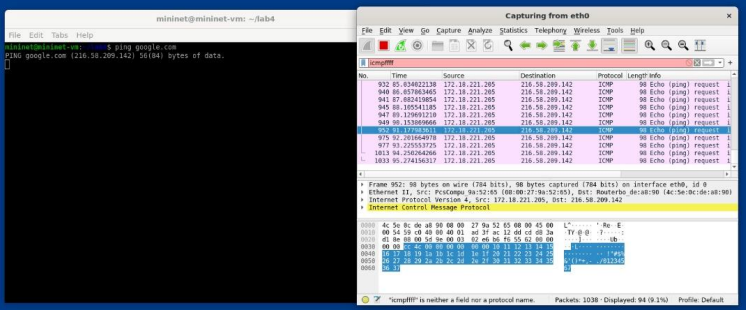 mininet@mininet-vm: ~/lab4
File Edit Tabs Help
mininet@mininet-vm: $ ping google.com
PING google.com (216.58.209.142) 56(84) bytes of data.
Capturing from eth0
File Edit View Go Capture Analyze Statistics Telephony Wireless Tools Help
icmpffff
No. Time Source Destination Protocol Length Info
932 85.034022138 172.18.221.205 216.58.209.142 ICMP 98 Echo (ping) request i
940 86.057863465 172.18.221.205 216.58.209.142 ICMP 98 Echo (ping) request i
941 87.082419854 172.18.221.205 216.58.209.142 ICMP 98 Echo (ping) request i
945 88.105541185 172.18.221.205 216.58.209.142 ICMP 98 Echo (ping) request i
947 89.129691210 172.18.221.205 216.58.209.142 ICMP 98 Echo (ping) request i
949 90.153069666 172.18.221.205 216.58.209.142 ICMP 98 Echo (ping) request i
952 91.177983611 172.18.221.205 216.58.209.142 ICMP 98 Echo (ping) request i
975 92.201664970 172.18.221.205 216.58.209.142 ICMP 98 Echo (ping) request i
977 93.225553725 172.18.221.205 216.58.209.142 ICMP 98 Echo (ping) request i
1013 94.250264266 172.18.221.205 216.58.209.142 ICMP 98 Echo (ping) request i
1033 95.274156317 172.18.221.205 216.58.209.142 ICMP 98 Echo (ping) request i
Frame 952: 98 bytes on wire (784 bits), 98 bytes captured (784 bits) on interface eth0, id 0
Ethernet II, Src: PcsCompu_9a:52:65 (08:00:27:9a:52:65), Dst: Routerbo_de:a8:90 (4c:5e:0c:de:a8:90)
Internet Protocol Version 4, Src: 172.18.221.205, Dst: 216.58.209.142
Internet Control Message Protocol
0000 4c 5e 0c de a8 90 08 00 27 9a 52 65 08 00 45 00
0010 00 54 59 c0 40 00 40 01 ad 3f ac 12 dd cd d8 3a
0020 d1 8e 08 00 5d 9e 00 03 02 e6 b6 f6 55 62 00 00
0030 00 00 cc 4c 00 00 00 00 00 00 10 11 12 13 14 15
0040 16 17 18 19 1a 1b 1c 1d 1e 1f 20 21 22 23 24 25
0050 26 27 28 29 2a 2b 2c 2d 2e 2f 30 31 32 33 34 35 &'()*+,- ./012345
0060 36 37 67
"icmpffff" is neither a field nor a protocol name. Packets: 1038 · Displayed: 94 (9.1%) Profile: Default